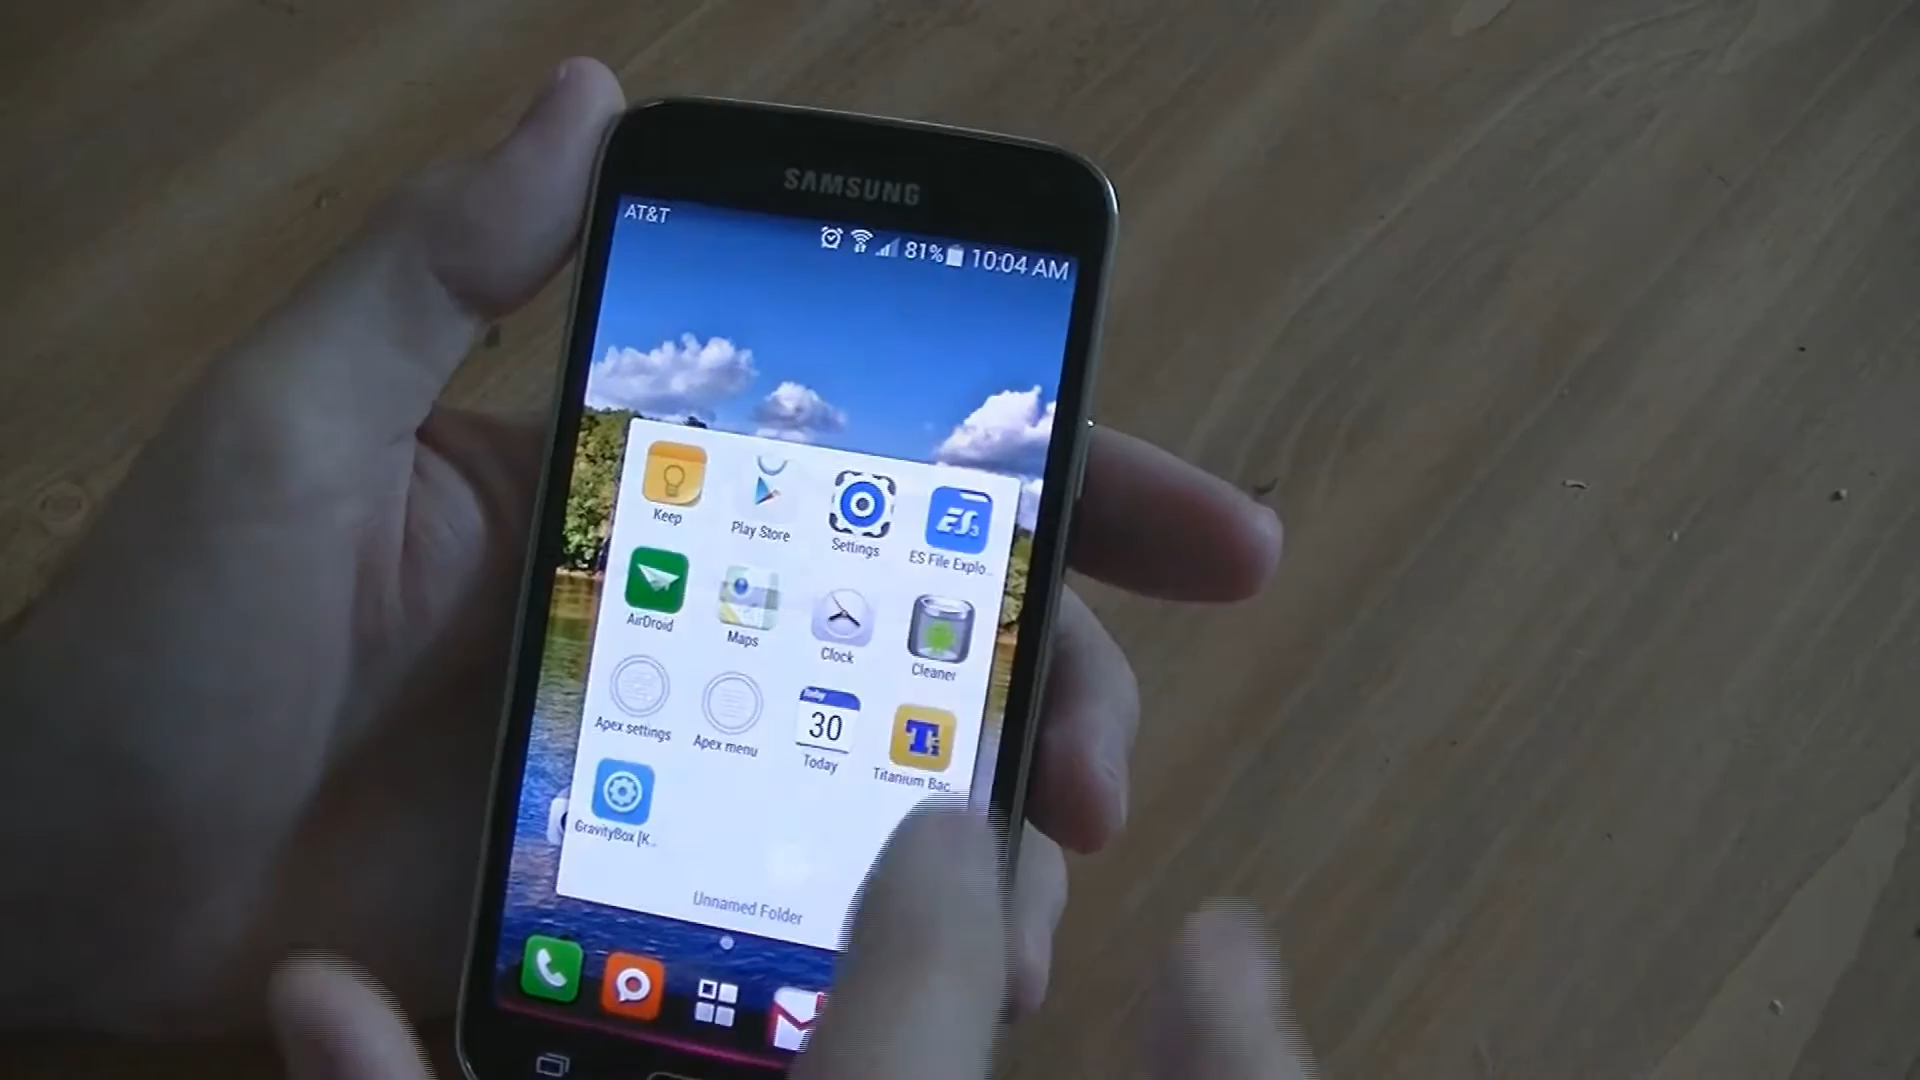 SAMSUNG
AT&T
81% 10:04 AM
Keep
Play Store
Settings
ES File Explo...
AirDroid
Maps
Clock
Cleaner
Apex settings
Apex menu
Today
30
Today
Titanium Bac...
GravityBox [K...
Unnamed Folder